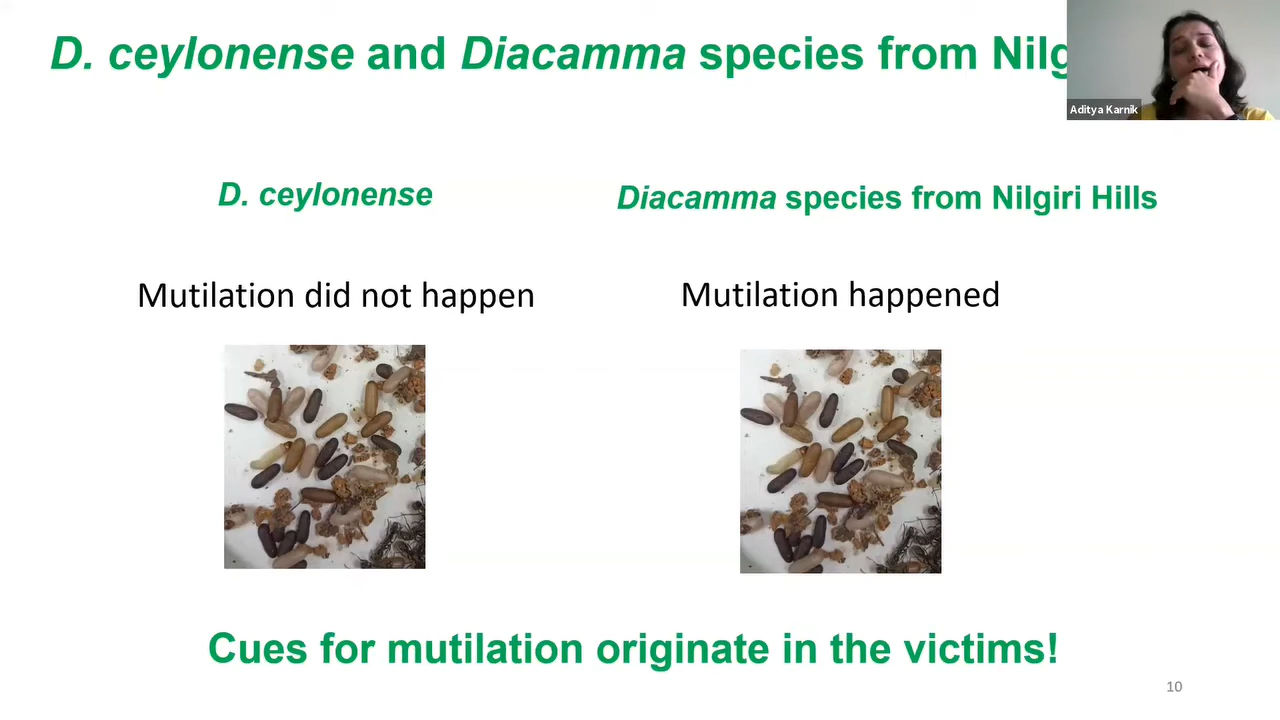 D. ceylonense and Diacamma species from Nilg
Aditya Karnik
D. ceylonense
Diacamma species from Nilgiri Hills
Mutilation did not happen
Mutilation happened
Cues for mutilation originate in the victims!
10